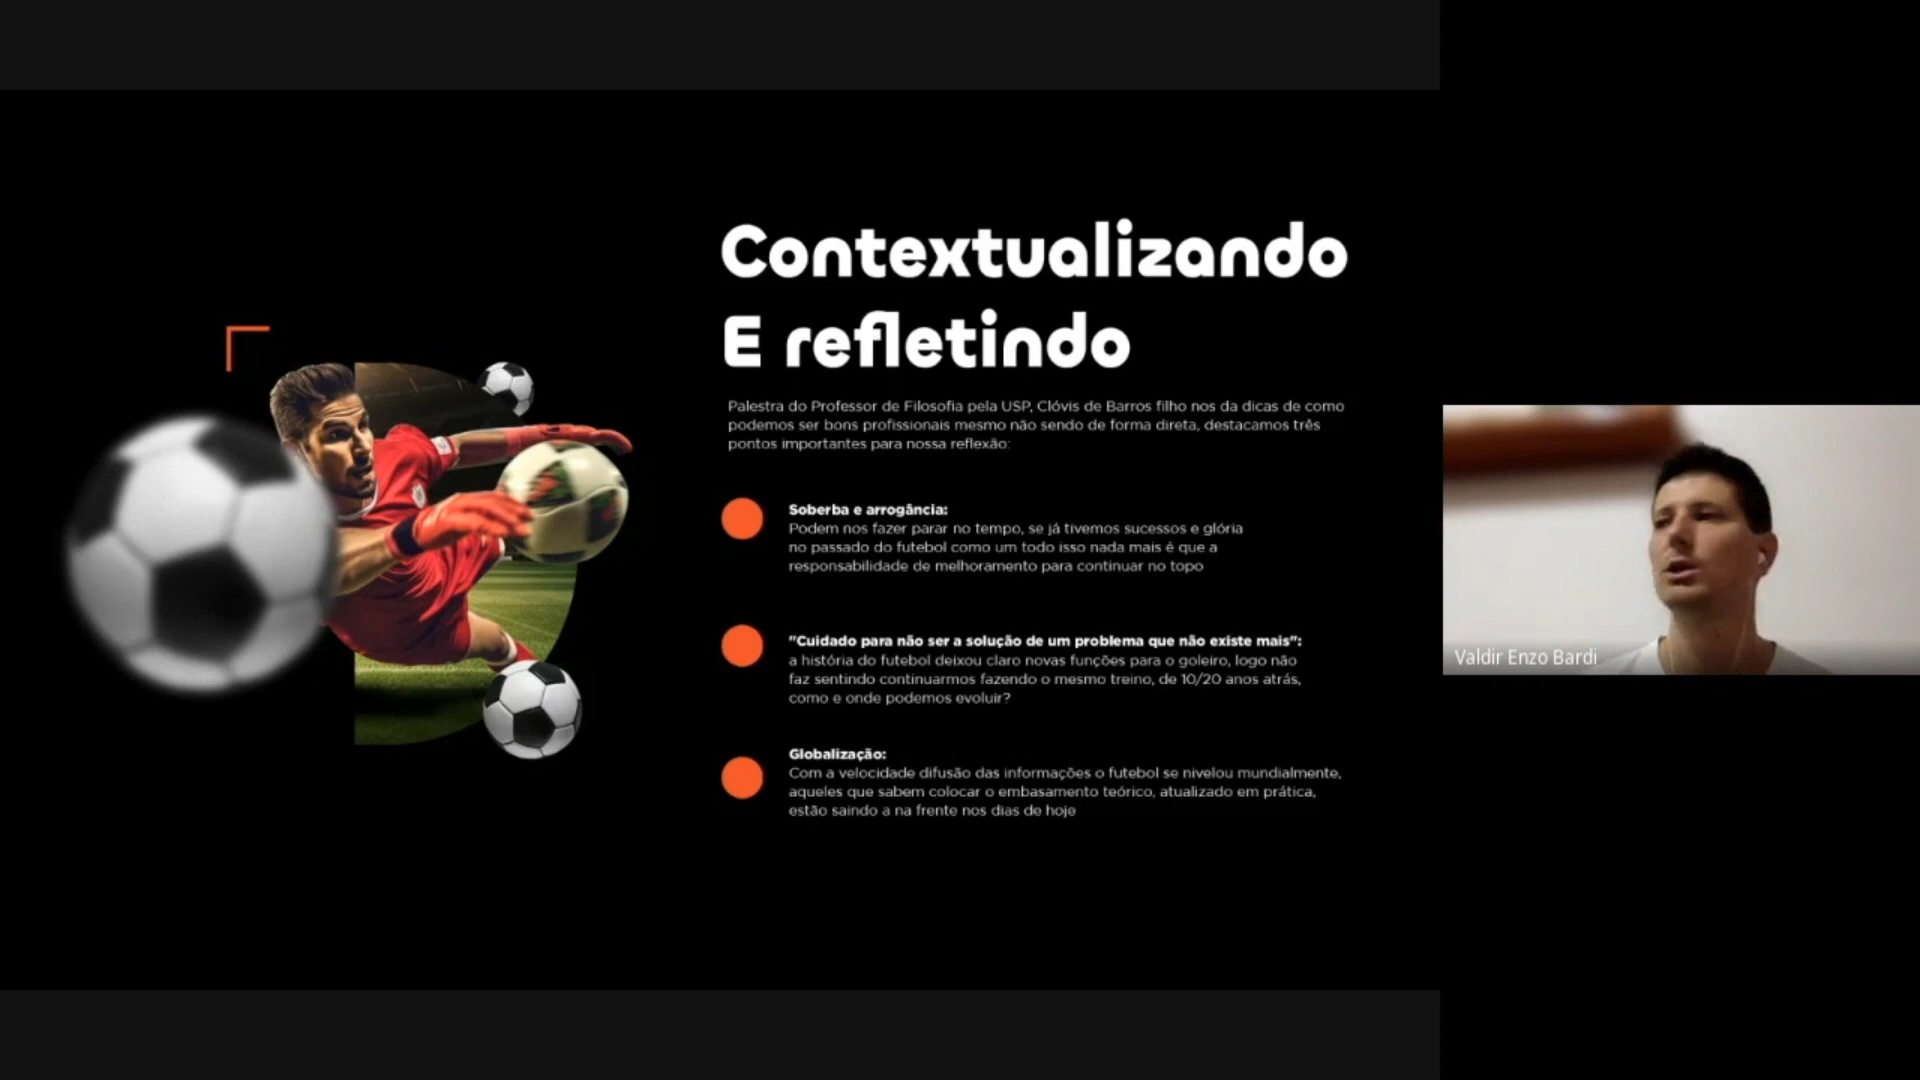 Contextualizando
E refletindo
Palestra do Professor de Filosofia pela USP, Clóvis de Barros filho nos da dicas de como
podemos ser bons profissionais mesmo não sendo de forma direta, destacamos três
pontos importantes para nossa reflexão:
Soberba e arrogância:
Podem nos fazer parar no tempo, se já tivemos sucessos e glória
no passado do futebol como um todo isso nada mais é que a
responsabilidade de melhoramento para continuar no topo
"Cuidado para não ser a solução de um problema que não existe mais":
a história do futebol deixou claro novas funções para o goleiro, logo não
faz sentindo continuarmos fazendo o mesmo treino, de 10/20 anos atrás,
como e onde podemos evoluir?
Globalização:
Com a velocidade difusão das informações o futebol se nivelou mundialmente,
aqueles que sabem colocar o embasamento teórico, atualizado em prática,
estão saindo a na frente nos dias de hoje
Valdir Enzo Bardi